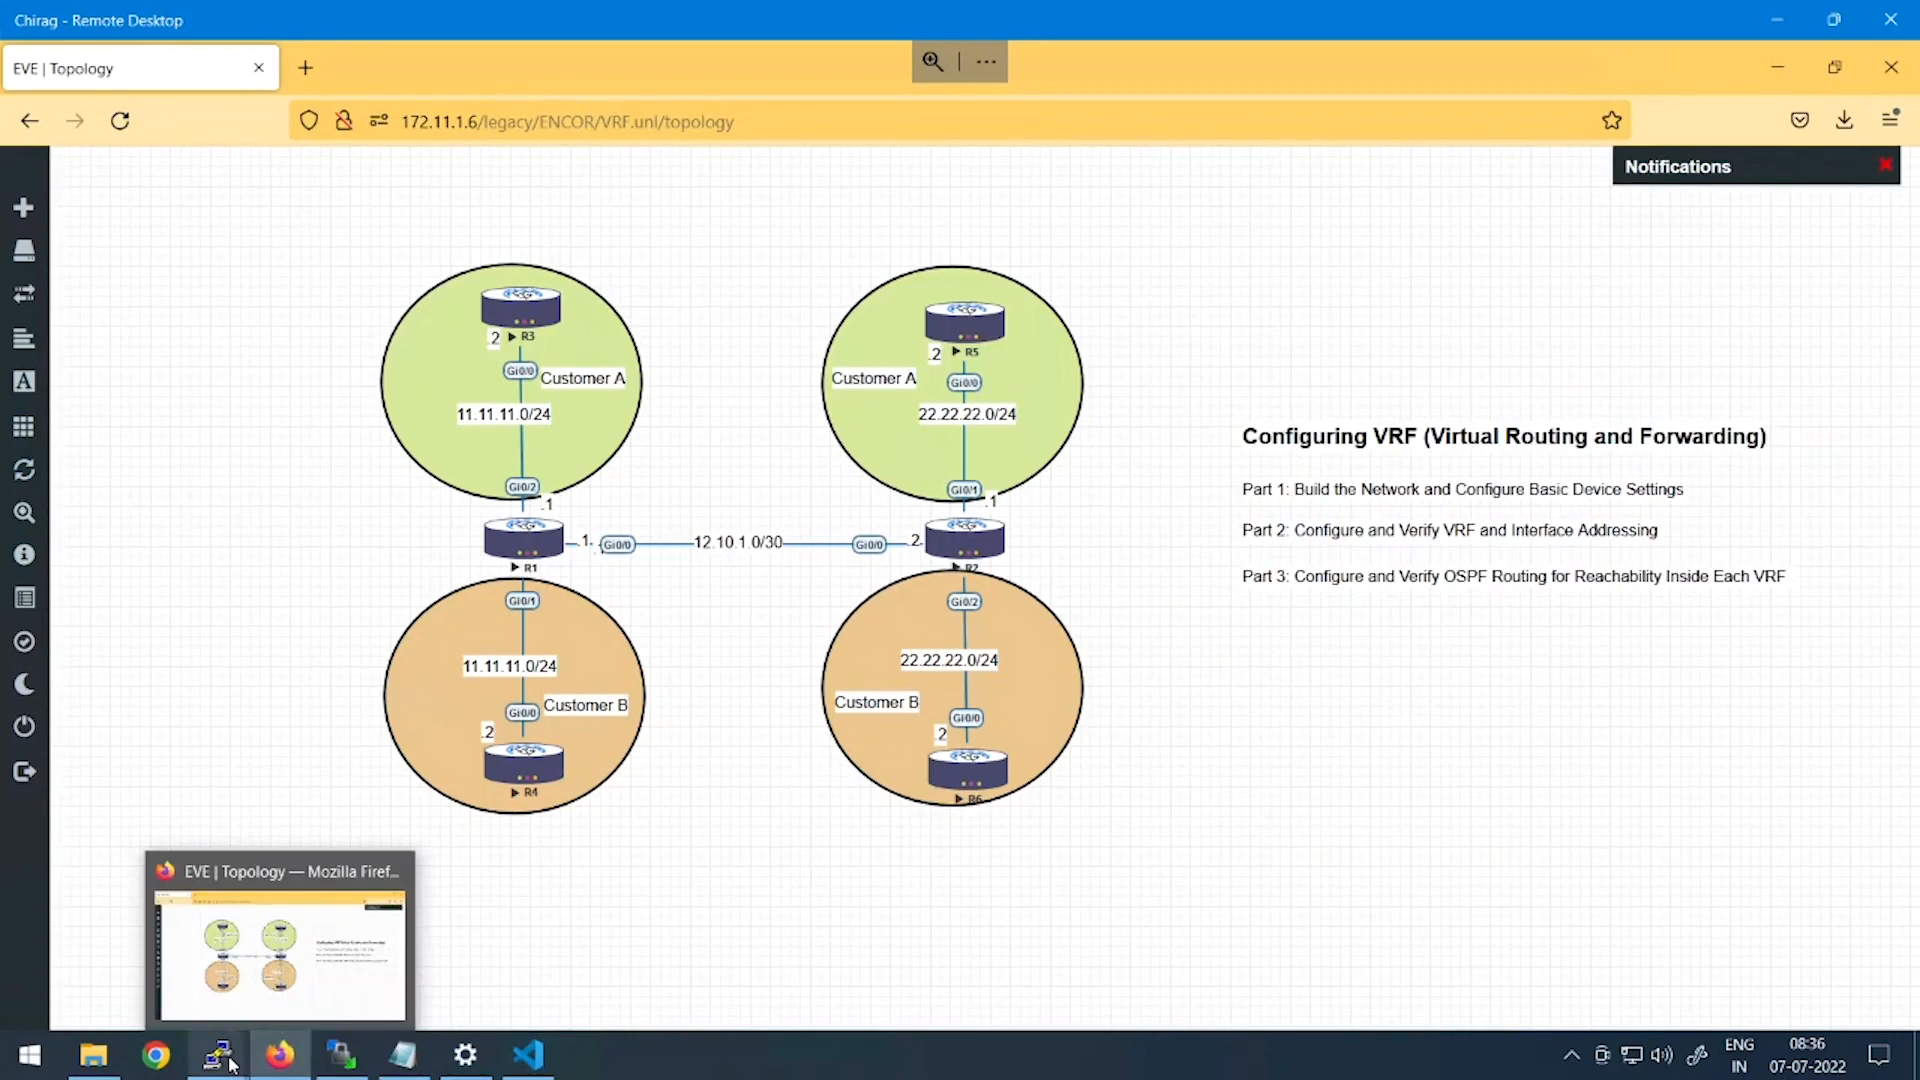 Chirag - Remote Desktop
EVE | Topology
172.11.1.6/legacy/ENCOR/VRF.unl/topology
Notifications
.2
R3
Gi0/0
Customer A
11.11.11.0/24
Gi0/2
.1
.2
R5
Gi0/0
Customer A
22.22.22.0/24
Gi0/1
.1
R1
.1
Gi0/0
12.10.1.0/30
Gi0/0
.2
R2
Gi0/1
11.11.11.0/24
Customer B
Gi0/0
.2
R4
Gi0/2
22.22.22.0/24
Customer B
Gi0/0
.2
R6
Configuring VRF (Virtual Routing and Forwarding)
Part 1: Build the Network and Configure Basic Device Settings
Part 2: Configure and Verify VRF and Interface Addressing
Part 3: Configure and Verify OSPF Routing for Reachability Inside Each VRF
EVE | Topology — Mozilla Firef...
ENG
IN
08:36
07-07-2022